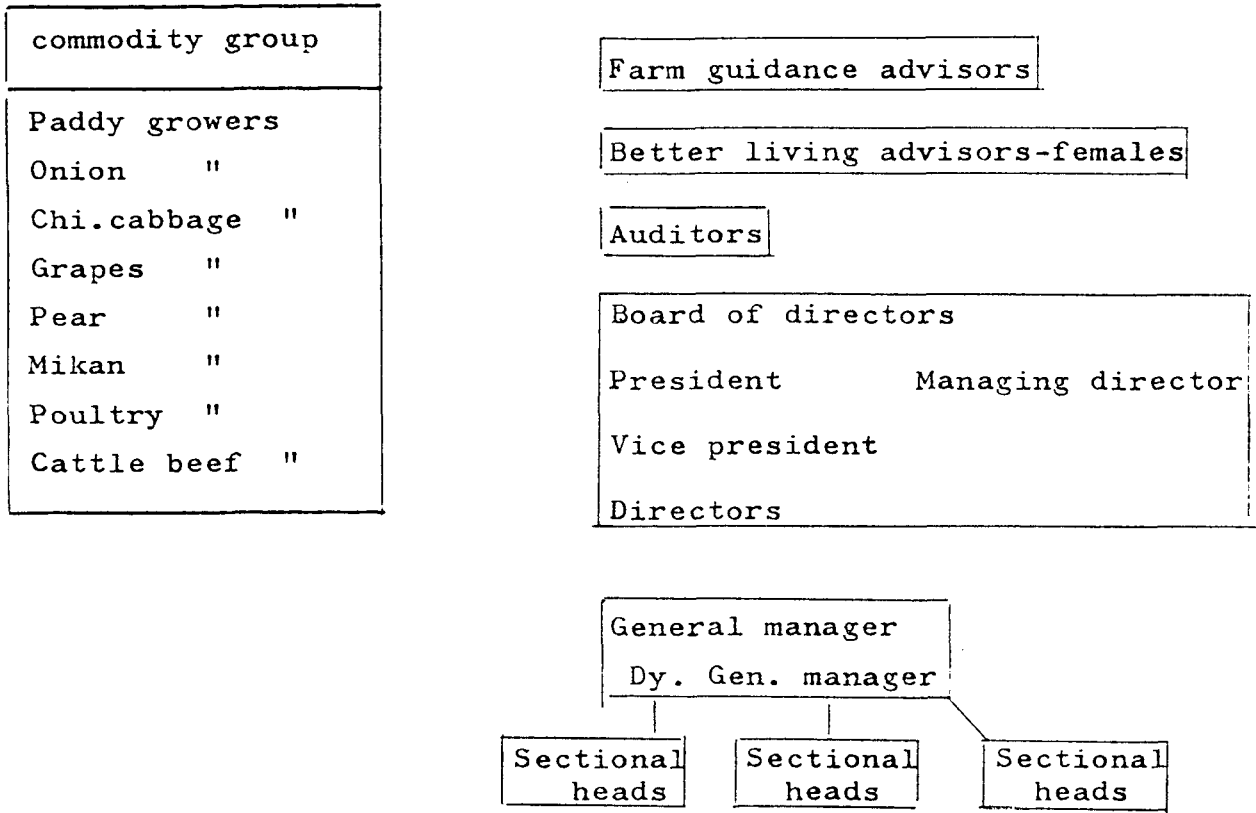 commodity group
Paddy growers
Onion "
Chi.cabbage "
Grapes "
Pear "
Mikan "
Poultry "
Cattle beef "
Farm guidance advisors
Better living advisors-females
Auditors
Board of directors
President Managing director
Vice president
Directors
General manager
Dy. Gen. manager
Sectional heads
Sectional heads
Sectional heads